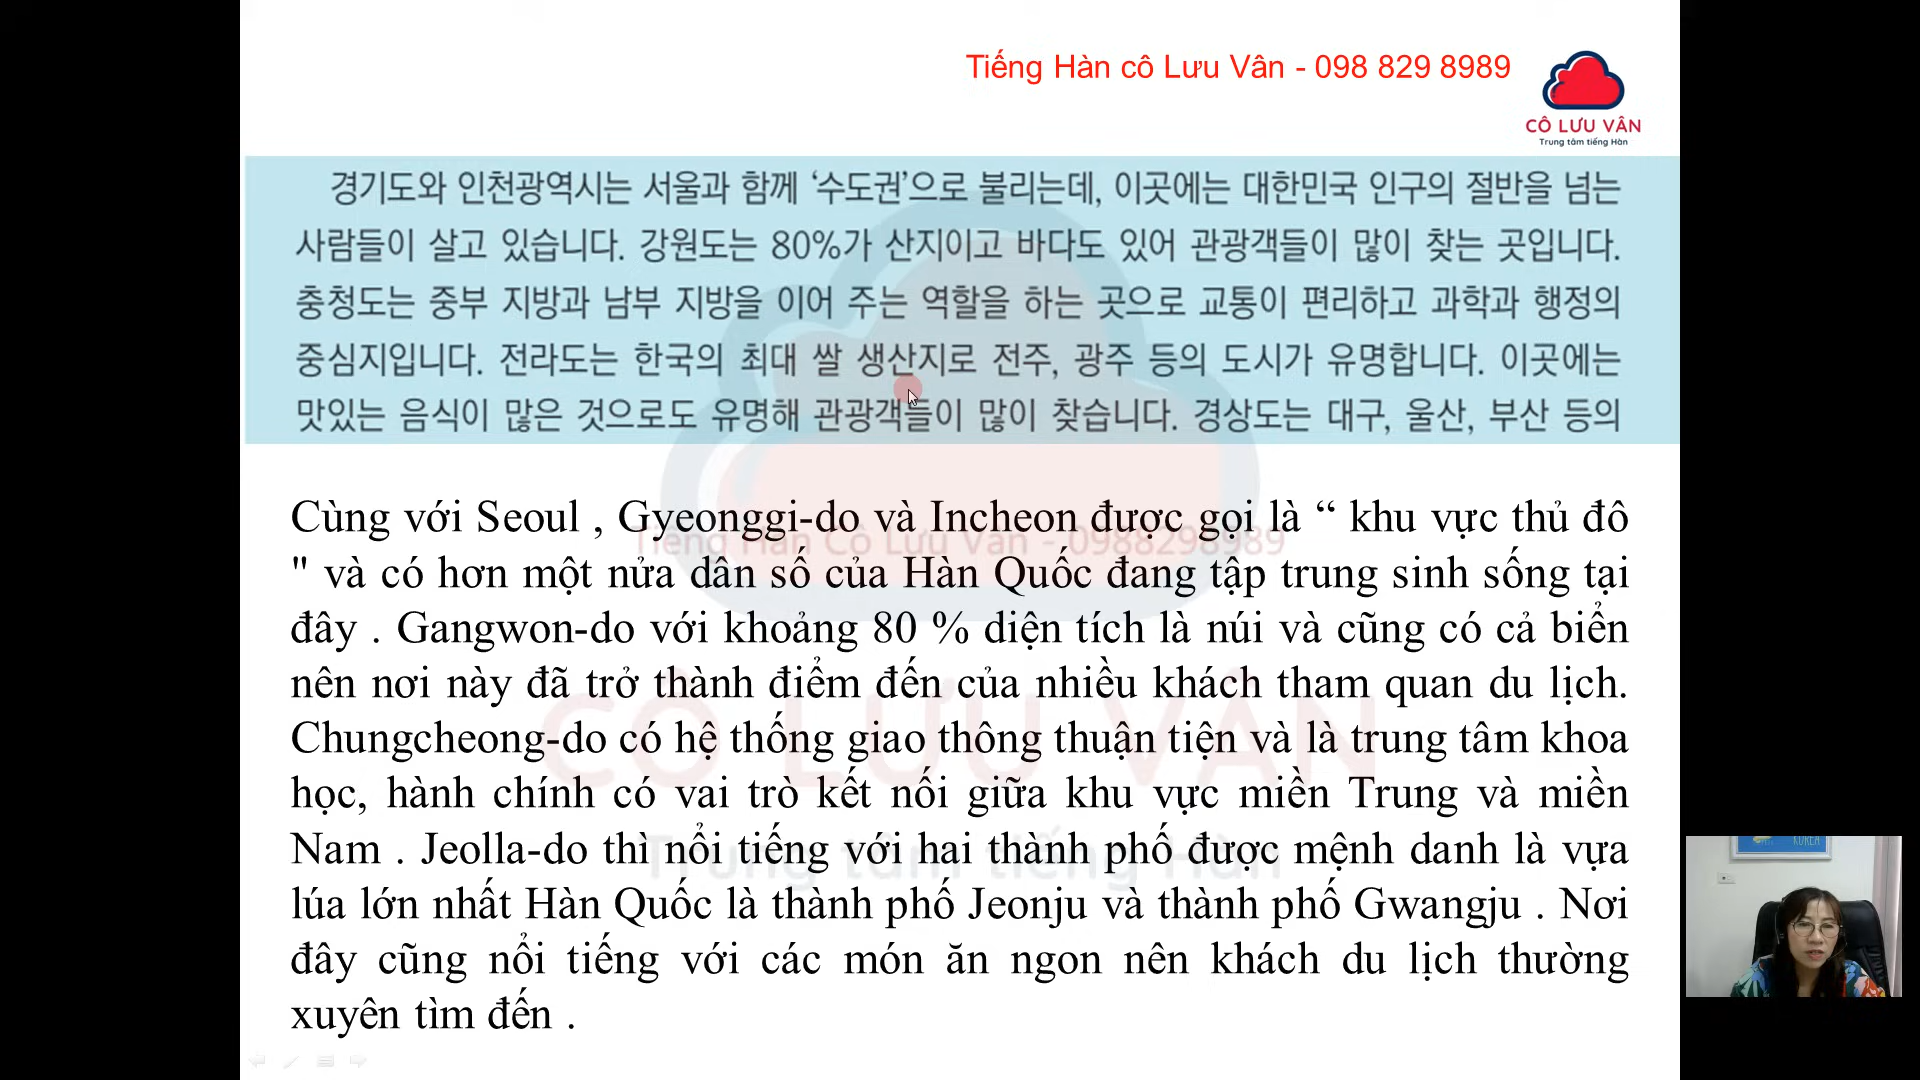 Tiếng Hàn cô Lưu Vân - 098 829 8989
CÔ LƯU VÂN
Trung tâm tiếng Hàn
경기도와 인천광역시는 서울과 함께 ‘수도권’으로 불리는데, 이곳에는 대한민국 인구의 절반을 넘는
사람들이 살고 있습니다. 강원도는 80%가 산지이고 바다도 있어 관광객들이 많이 찾는 곳입니다.
충청도는 중부 지방과 남부 지방을 이어 주는 역할을 하는 곳으로 교통이 편리하고 과학과 행정의
중심지입니다. 전라도는 한국의 최대 쌀 생산지로 전주, 광주 등의 도시가 유명합니다. 이곳에는
맛있는 음식이 많은 것으로도 유명해 관광객들이 많이 찾습니다. 경상도는 대구, 울산, 부산 등의
Cùng với Seoul , Gyeonggi-do và Incheon được gọi là “ khu vực thủ đô
" và có hơn một nửa dân số của Hàn Quốc đang tập trung sinh sống tại
đây . Gangwon-do với khoảng 80 % diện tích là núi và cũng có cả biển
nên nơi này đã trở thành điểm đến của nhiều khách tham quan du lịch.
Chungcheong-do có hệ thống giao thông thuận tiện và là trung tâm khoa
học, hành chính có vai trò kết nối giữa khu vực miền Trung và miền
Nam . Jeolla-do thì nổi tiếng với hai thành phố được mệnh danh là vựa
lúa lớn nhất Hàn Quốc là thành phố Jeonju và thành phố Gwangju . Nơi
đây cũng nổi tiếng với các món ăn ngon nên khách du lịch thường
xuyên tìm đến .
Tiếng Hàn Cô Lưu Vân - 0988298989
CÔ LƯU VÂN
Trung tâm tiếng Hàn
KOREA